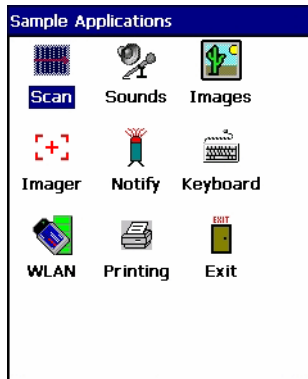 Sample Applications
Scan Sounds Images
Imager Notify Keyboard
EXIT
WLAN Printing Exit